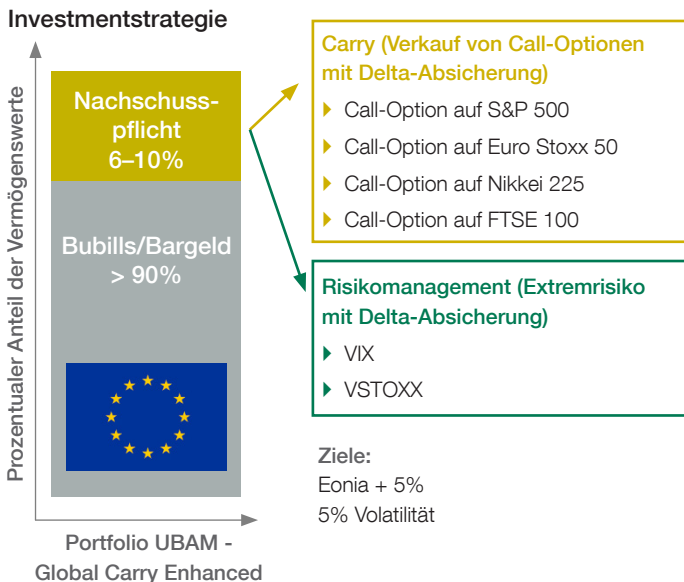 Investmentstrategie
Prozentualer Anteil der Vermögenswerte
Nachschuss-
pflicht
6–10%
Bubills/Bargeld
> 90%
Portfolio UBAM -
Global Carry Enhanced
Carry (Verkauf von Call-Optionen
mit Delta-Absicherung)
Call-Option auf S&P 500
Call-Option auf Euro Stoxx 50
Call-Option auf Nikkei 225
Call-Option auf FTSE 100
Risikomanagement (Extremrisiko
mit Delta-Absicherung)
VIX
VSTOXX
Ziele:
Eonia + 5%
5% Volatilität